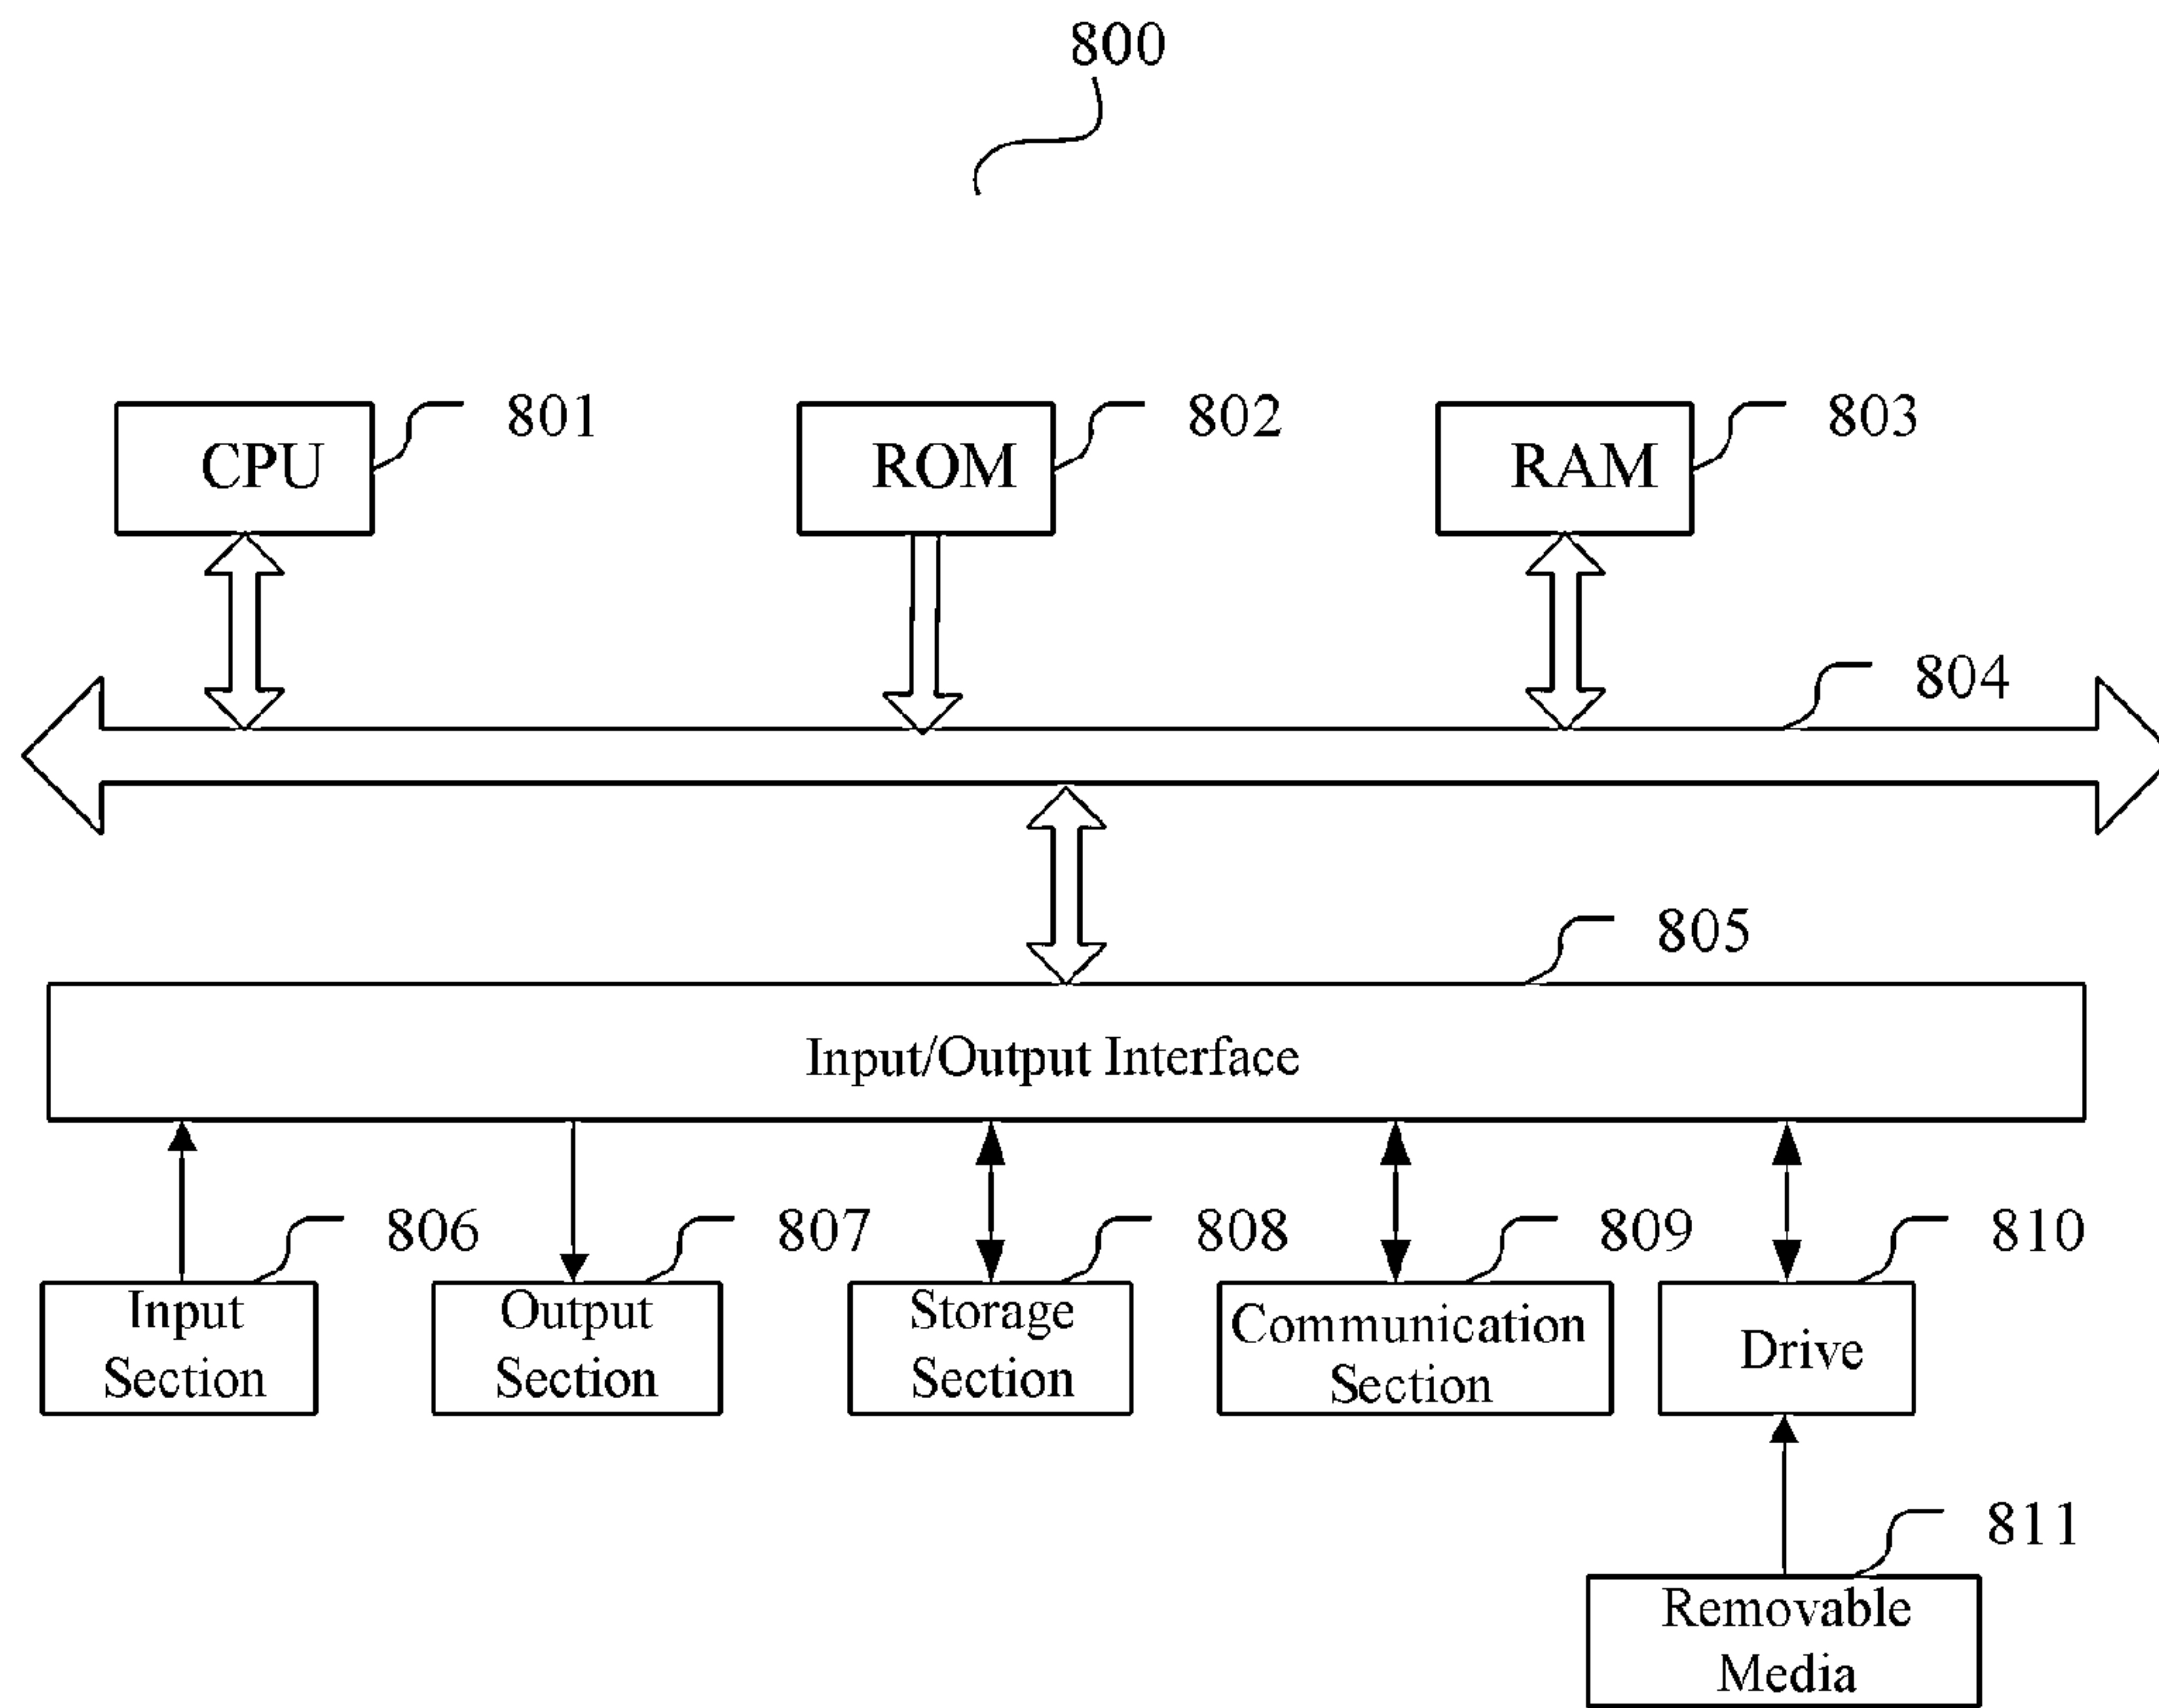 800
CPU
801
ROM
802
RAM
803
804
805
Input/Output Interface
806
807
808
809
810
Input
Section
Output
Section
Storage
Section
Communication
Section
Drive
811
Removable
Media